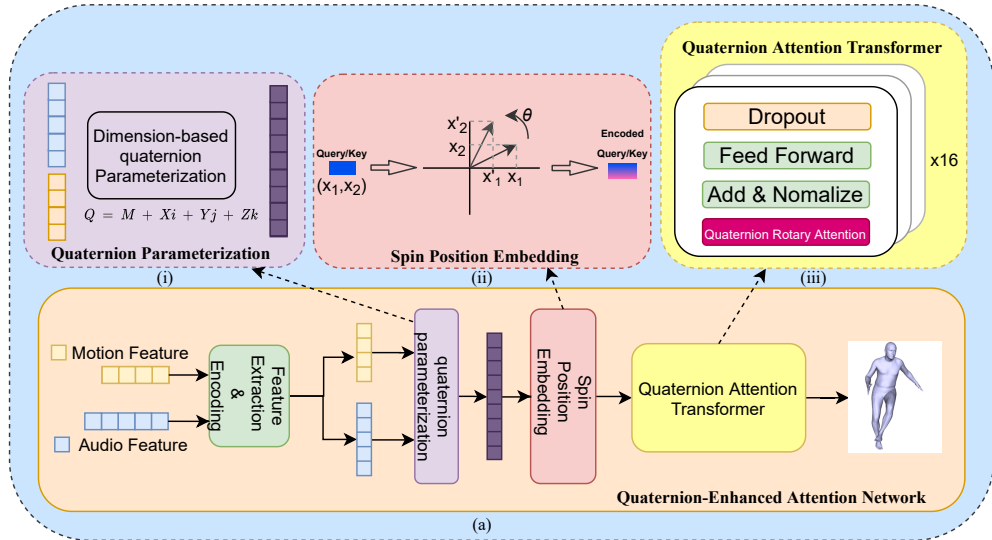 Dimension-based
quaternion
Parameterization
Q = M + Xi + Yj + Zk
Quaternion Parameterization
(i)
Query/Key
(x₁,x₂)
x'₂
x₂
x'₁
x₁
θ
Encoded
Query/Key
Spin Position Embedding
(ii)
Quaternion Attention Transformer
Dropout
Feed Forward
Add & Nomalize
Quaternion Rotary Attention
x16
(iii)
Motion Feature
Audio Feature
Feature
Extraction
&
Encoding
quaternion
parameterization
Spin
Position
Embedding
Quaternion Attention
Transformer
Quaternion-Enhanced Attention Network
(a)